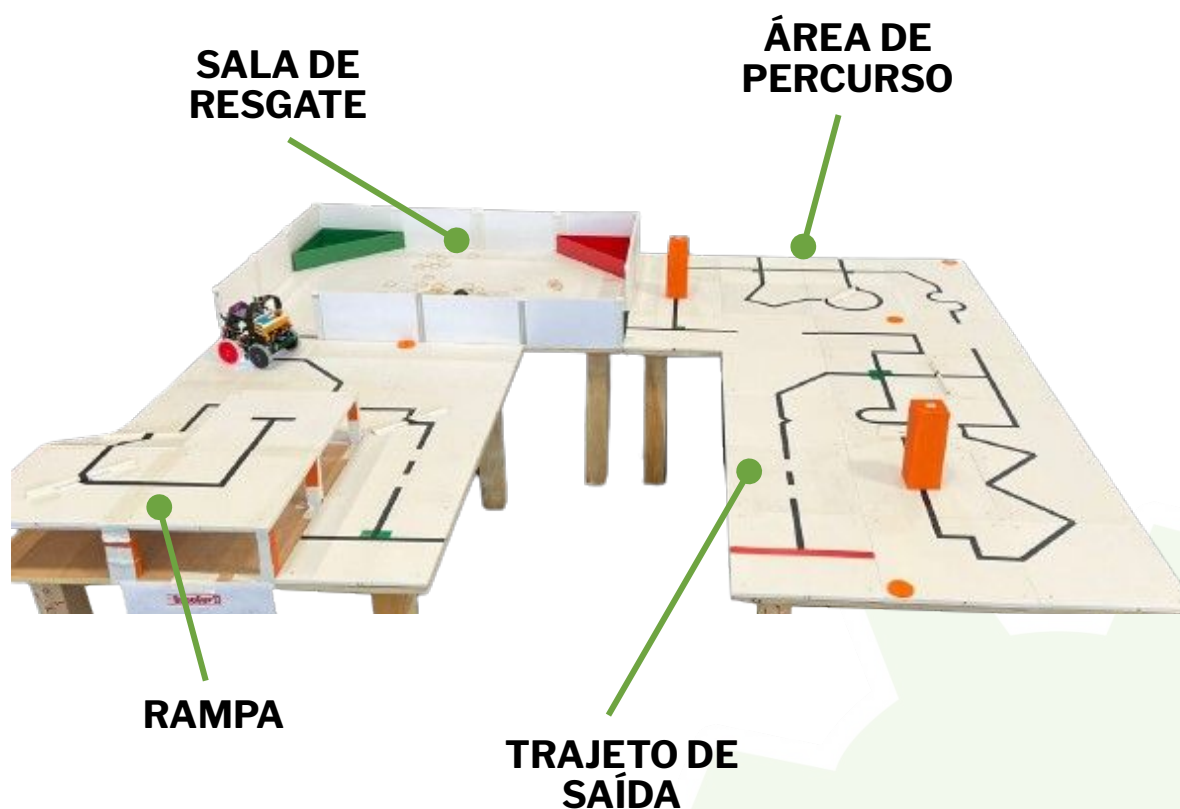 SALA DE
RESGATE
ÁREA DE
PERCURSO
RAMPA
TRAJETO DE
SAÍDA